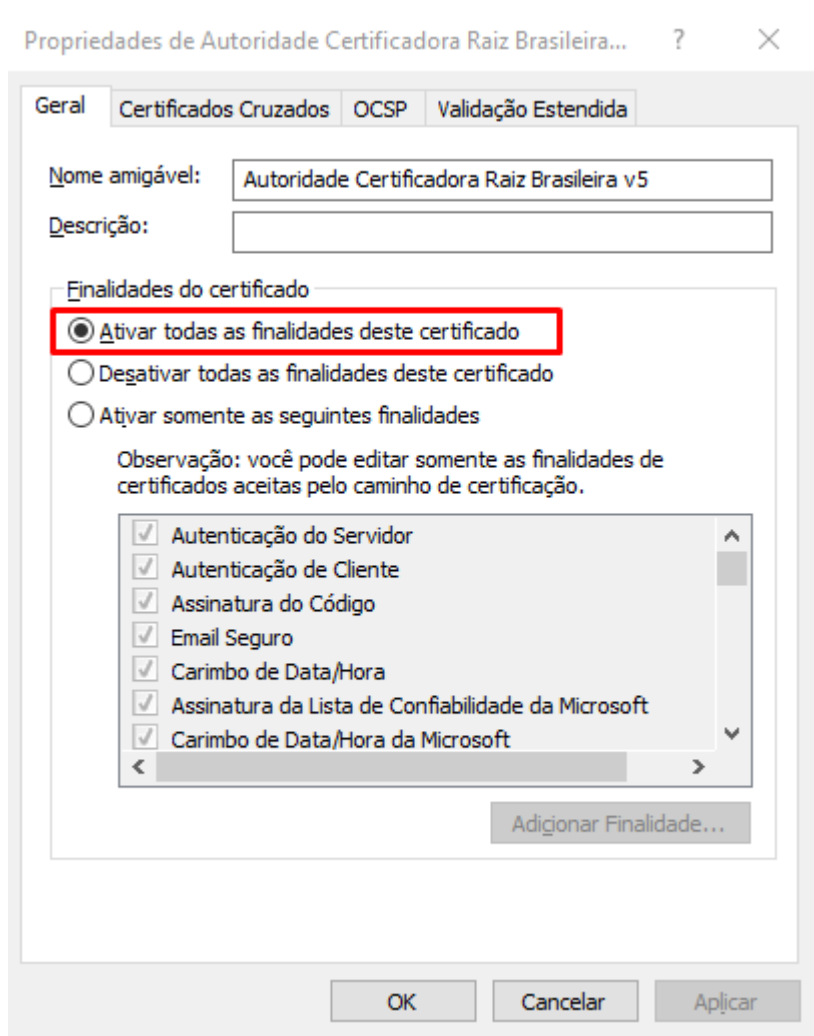 Propriedades de Autoridade Certificadora Raiz Brasileira... ?
Geral Certificados Cruzados OCSP Validação Estendida
Nome amigável: Autoridade Certificadora Raiz Brasileira v5
Descrição:
Finalidades do certificado
Ativar todas as finalidades deste certificado
Desativar todas as finalidades deste certificado
Ativar somente as seguintes finalidades
Observação: você pode editar somente as finalidades de
certificados aceitas pelo caminho de certificação.
Autenticação do Servidor
Autenticação de Cliente
Assinatura do Código
Email Seguro
Carimbo de Data/Hora
Assinatura da Lista de Confiabilidade da Microsoft
Carimbo de Data/Hora da Microsoft
Adicionar Finalidade...
OK Cancelar Aplicar